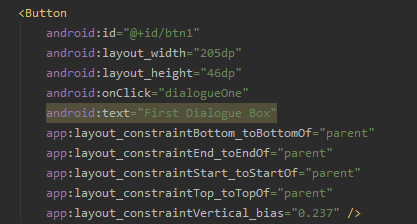 <Button
android:id="@+id/btn1"
android:layout_width="205dp"
android:layout_height="46dp"
android:onClick="dialogueOne"
android:text="First Dialogue Box"
app:layout_constraintBottom_toBottomOf="parent"
app:layout_constraintEnd_toEndOf="parent"
app:layout_constraintStart_toStartOf="parent"
app:layout_constraintTop_toTopOf="parent"
app:layout_constraintVertical_bias="0.237" />